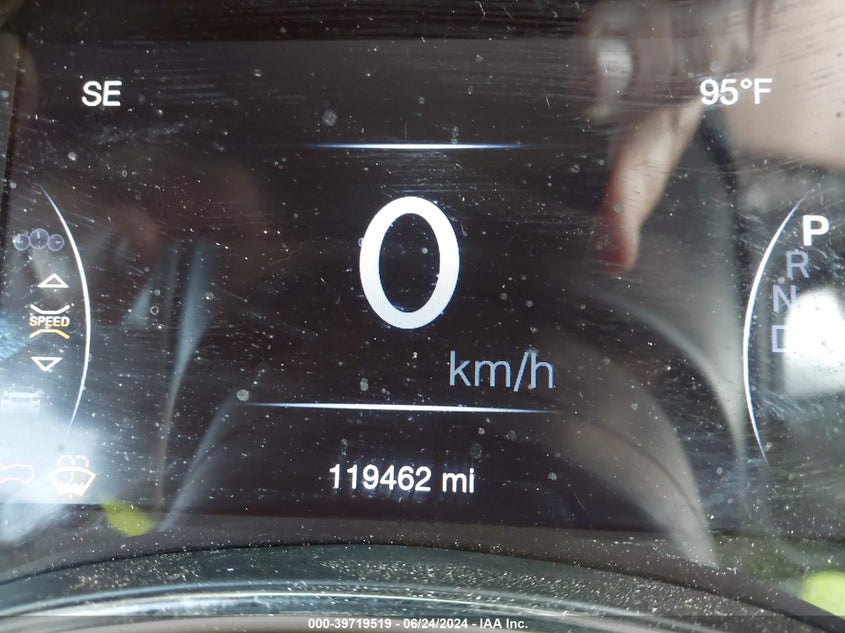 SE
95°F
0
km/h
SPEED
P
R
N
D
119462 mi
000-39719519 - 06/24/2024 - IAA Inc.